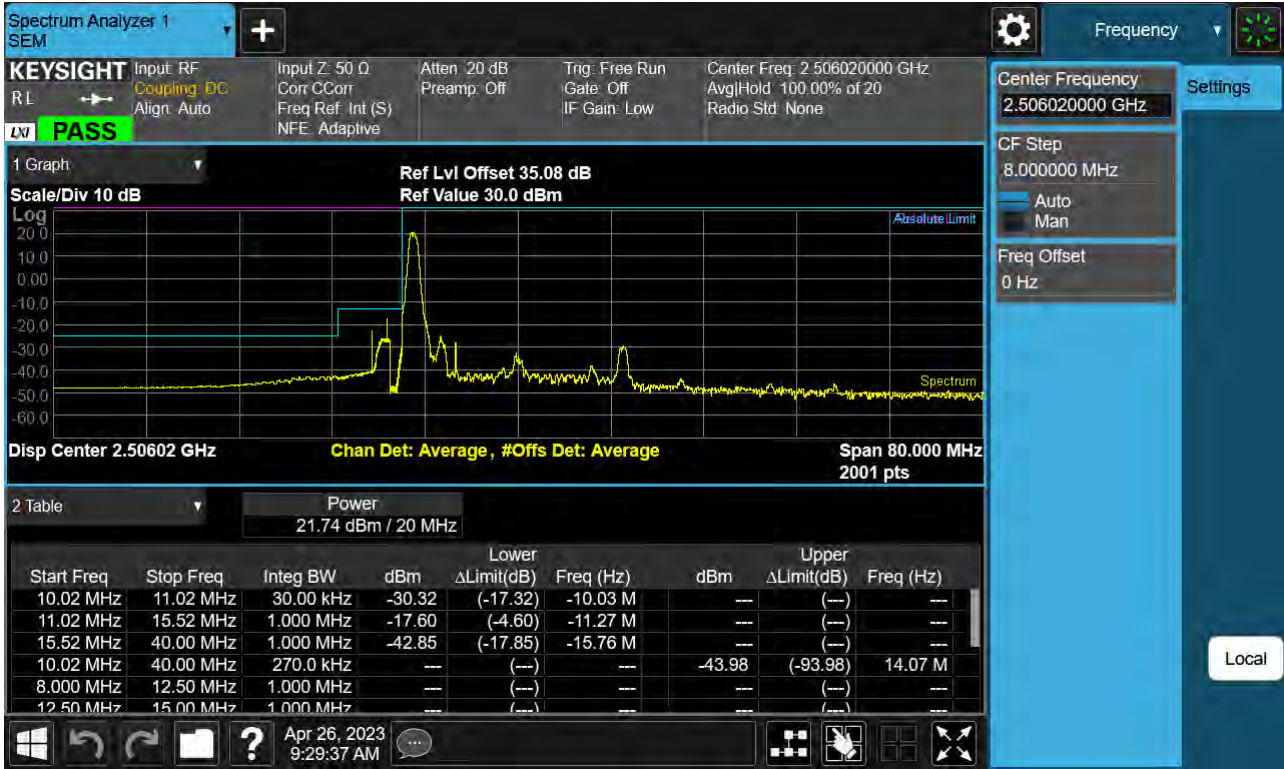 Spectrum Analyzer 1
SEM
+
Frequency
KEYSIGHT
R L
LXI
PASS
Input: RF
Coupling: DC
Align: Auto
Input Z: 50 Ω
Corr CCorr
Freq Ref: Int (S)
NFE: Adaptive
Atten: 20 dB
Preamp: Off
Trig: Free Run
Gate: Off
IF Gain: Low
Center Freq: 2.506020000 GHz
Avg|Hold: 100.00% of 20
Radio Std: None
Center Frequency
2.506020000 GHz
Settings
CF Step
8.000000 MHz
Auto
Man
Freq Offset
0 Hz
Local
1 Graph
Scale/Div 10 dB
Ref Lvl Offset 35.08 dB
Ref Value 30.0 dBm
Log
20.0
10.0
0.00
-10.0
-20.0
-30.0
-40.0
-50.0
-60.0
Absolute Limit
Spectrum
Disp Center 2.50602 GHz Chan Det: Average, #Offs Det: Average Span 80.000 MHz
2001 pts
2 Table
Power
21.74 dBm / 20 MHz
Lower Upper
Start Freq Stop Freq Integ BW dBm ΔLimit(dB) Freq (Hz) dBm ΔLimit(dB) Freq (Hz)
10.02 MHz 11.02 MHz 30.00 kHz -30.32 (-17.32) -10.03 M --- (---) ---
11.02 MHz 15.52 MHz 1.000 MHz -17.60 (-4.60) -11.27 M --- (---) ---
15.52 MHz 40.00 MHz 1.000 MHz -42.85 (-17.85) -15.76 M --- (---) ---
10.02 MHz 40.00 MHz 270.0 kHz --- (---) --- -43.98 (-93.98) 14.07 M
8.000 MHz 12.50 MHz 1.000 MHz --- (---) --- --- (---) ---
12.50 MHz 15.00 MHz 1.000 MHz --- (---) --- --- (---) ---
?
Apr 26, 2023
9:29:37 AM